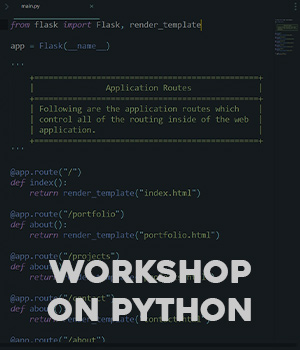 main.py
from flask import Flask, render_template
app = Flask(__name__)
'''
Application Routes
Following are the application routes which
control all of the routing inside of the web
application.
'''
@app.route("/")
def index():
return render_template("index.html")
@app.route("/portfolio")
def about():
return render_template("portfolio.html")
@app.route("/projects")
def about
return
WORKSHOP
@app.route("/contact")
def about
return
ON PYTHON
@app.route("/about")